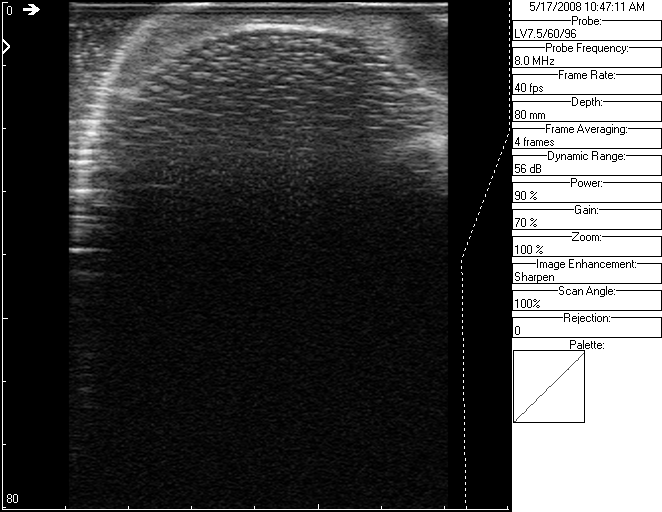 0
80
5/17/2008 10:47:11 AM
Probe:
LV7.5/60/96
Probe Frequency:
8.0 MHz
Frame Rate:
40 fps
Depth:
80 mm
Frame Averaging:
4 frames
Dynamic Range:
56 dB
Power:
90 %
Gain:
70 %
Zoom:
100 %
Image Enhancement:
Sharpen
Scan Angle:
100%
Rejection:
0
Palette: